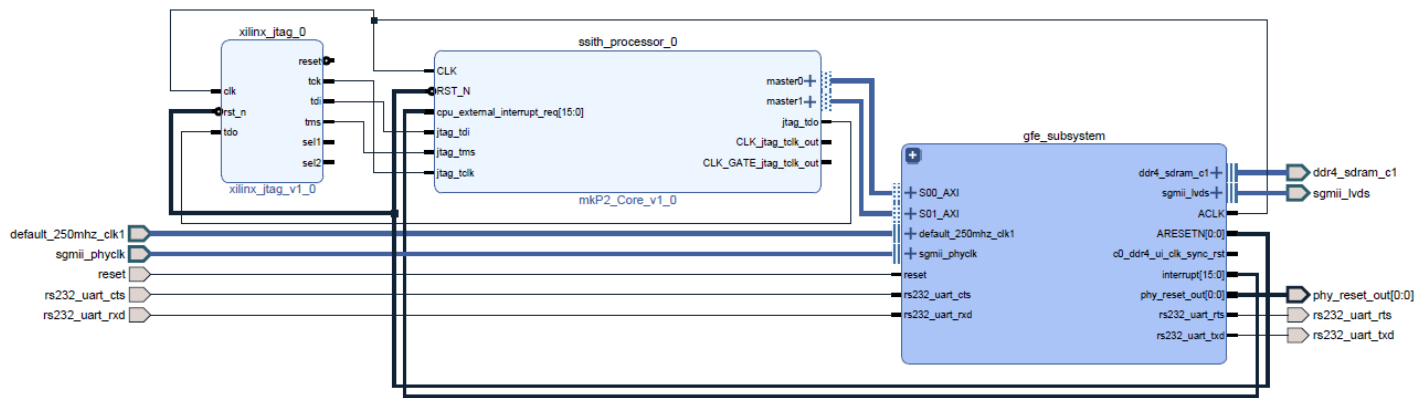 xilinx_jtag_0
reset
tck
clk
tdi
rst_n
tms
tdo
sel1
sel2
xilinx_jtag_v1_0
ssith_processor_0
CLK
master0
RST_N
master1
cpu_external_interrupt_req[15:0]
jtag_tdo
jtag_tdi
CLK_jtag_tclk_out
jtag_tms
CLK_GATE_jtag_tclk_out
jtag_tclk
mkP2_Core_v1_0
gfe_subsystem
ddr4_sdram_c1
S00_AXI
sgmii_lvds
S01_AXI
ACLK
default_250mhz_clk1
ARESETN[0:0]
sgmii_phyclk
c0_ddr4_ui_clk_sync_rst
reset
interrupt[15:0]
rs232_uart_cts
phy_reset_out[0:0]
rs232_uart_rxd
rs232_uart_rts
rs232_uart_txd
default_250mhz_clk1
sgmii_phyclk
reset
rs232_uart_cts
rs232_uart_rxd
ddr4_sdram_c1
sgmii_lvds
phy_reset_out[0:0]
rs232_uart_rts
rs232_uart_txd